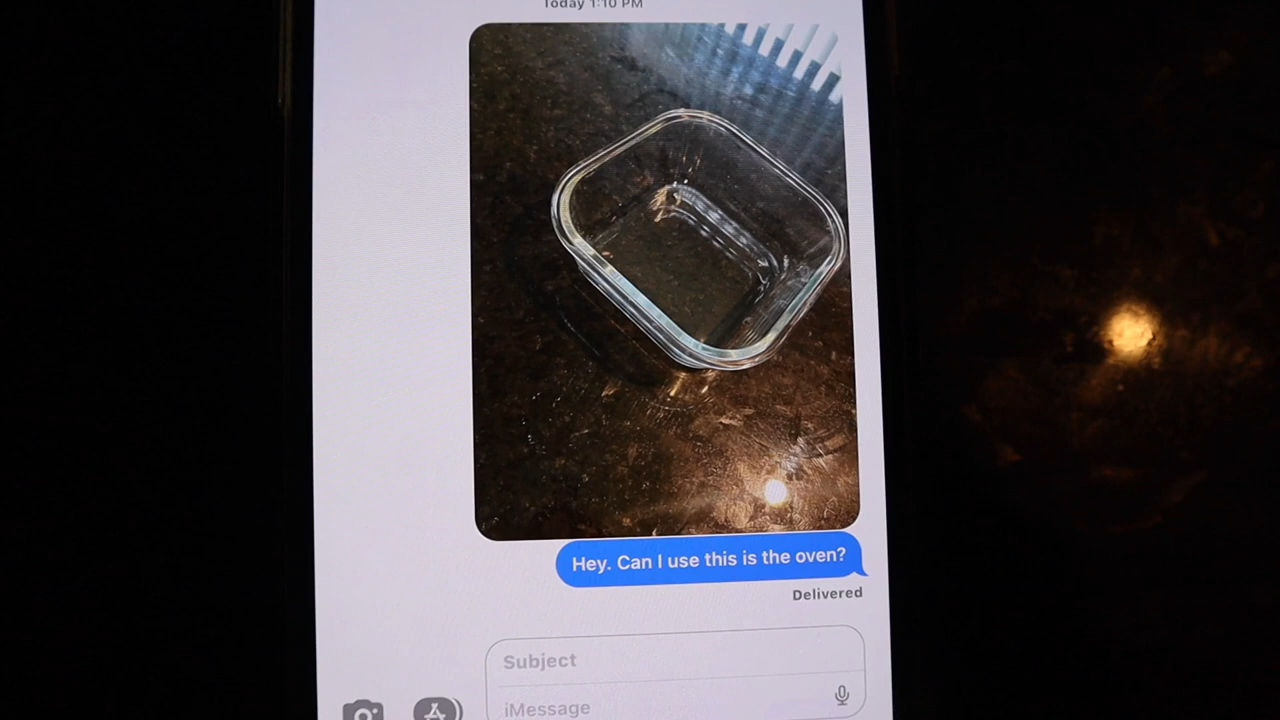 Today 1:10 PM
Hey. Can I use this is the oven?
Delivered
Subject
iMessage